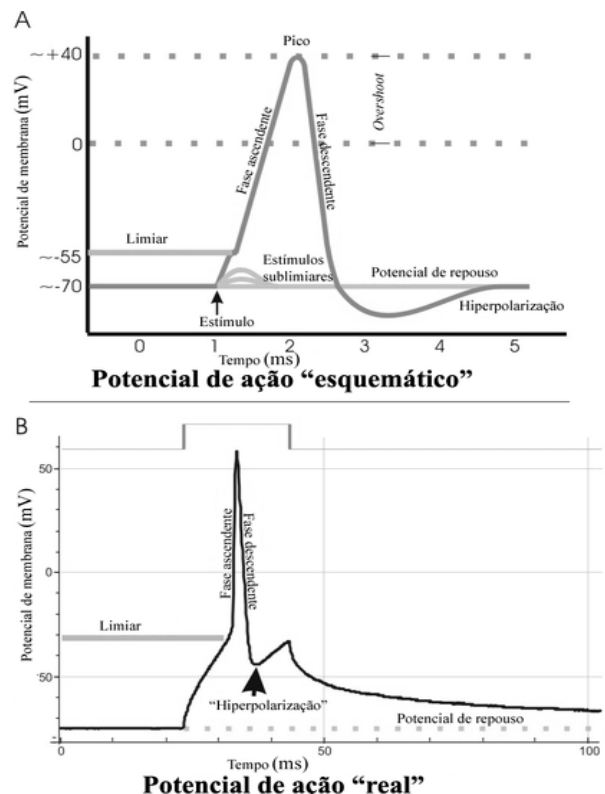 A
Potencial de membrana (mV)
~+40
0
~-55
~-70
Pico
Overshoot
Fase ascendente
Fase descendente
Limiar
Estímulos
sublimiares
Potencial de repouso
Hiperpolarização
Estímulo
0 1 2 3 4 5
Tempo (ms)
Potencial de ação “esquemático”
B
Potencial de membrana (mV)
50
0
50
Fase ascendente
Fase descendente
Limiar
“Hiperpolarização”
Potencial de repouso
0 50 100
Tempo (ms)
Potencial de ação “real”